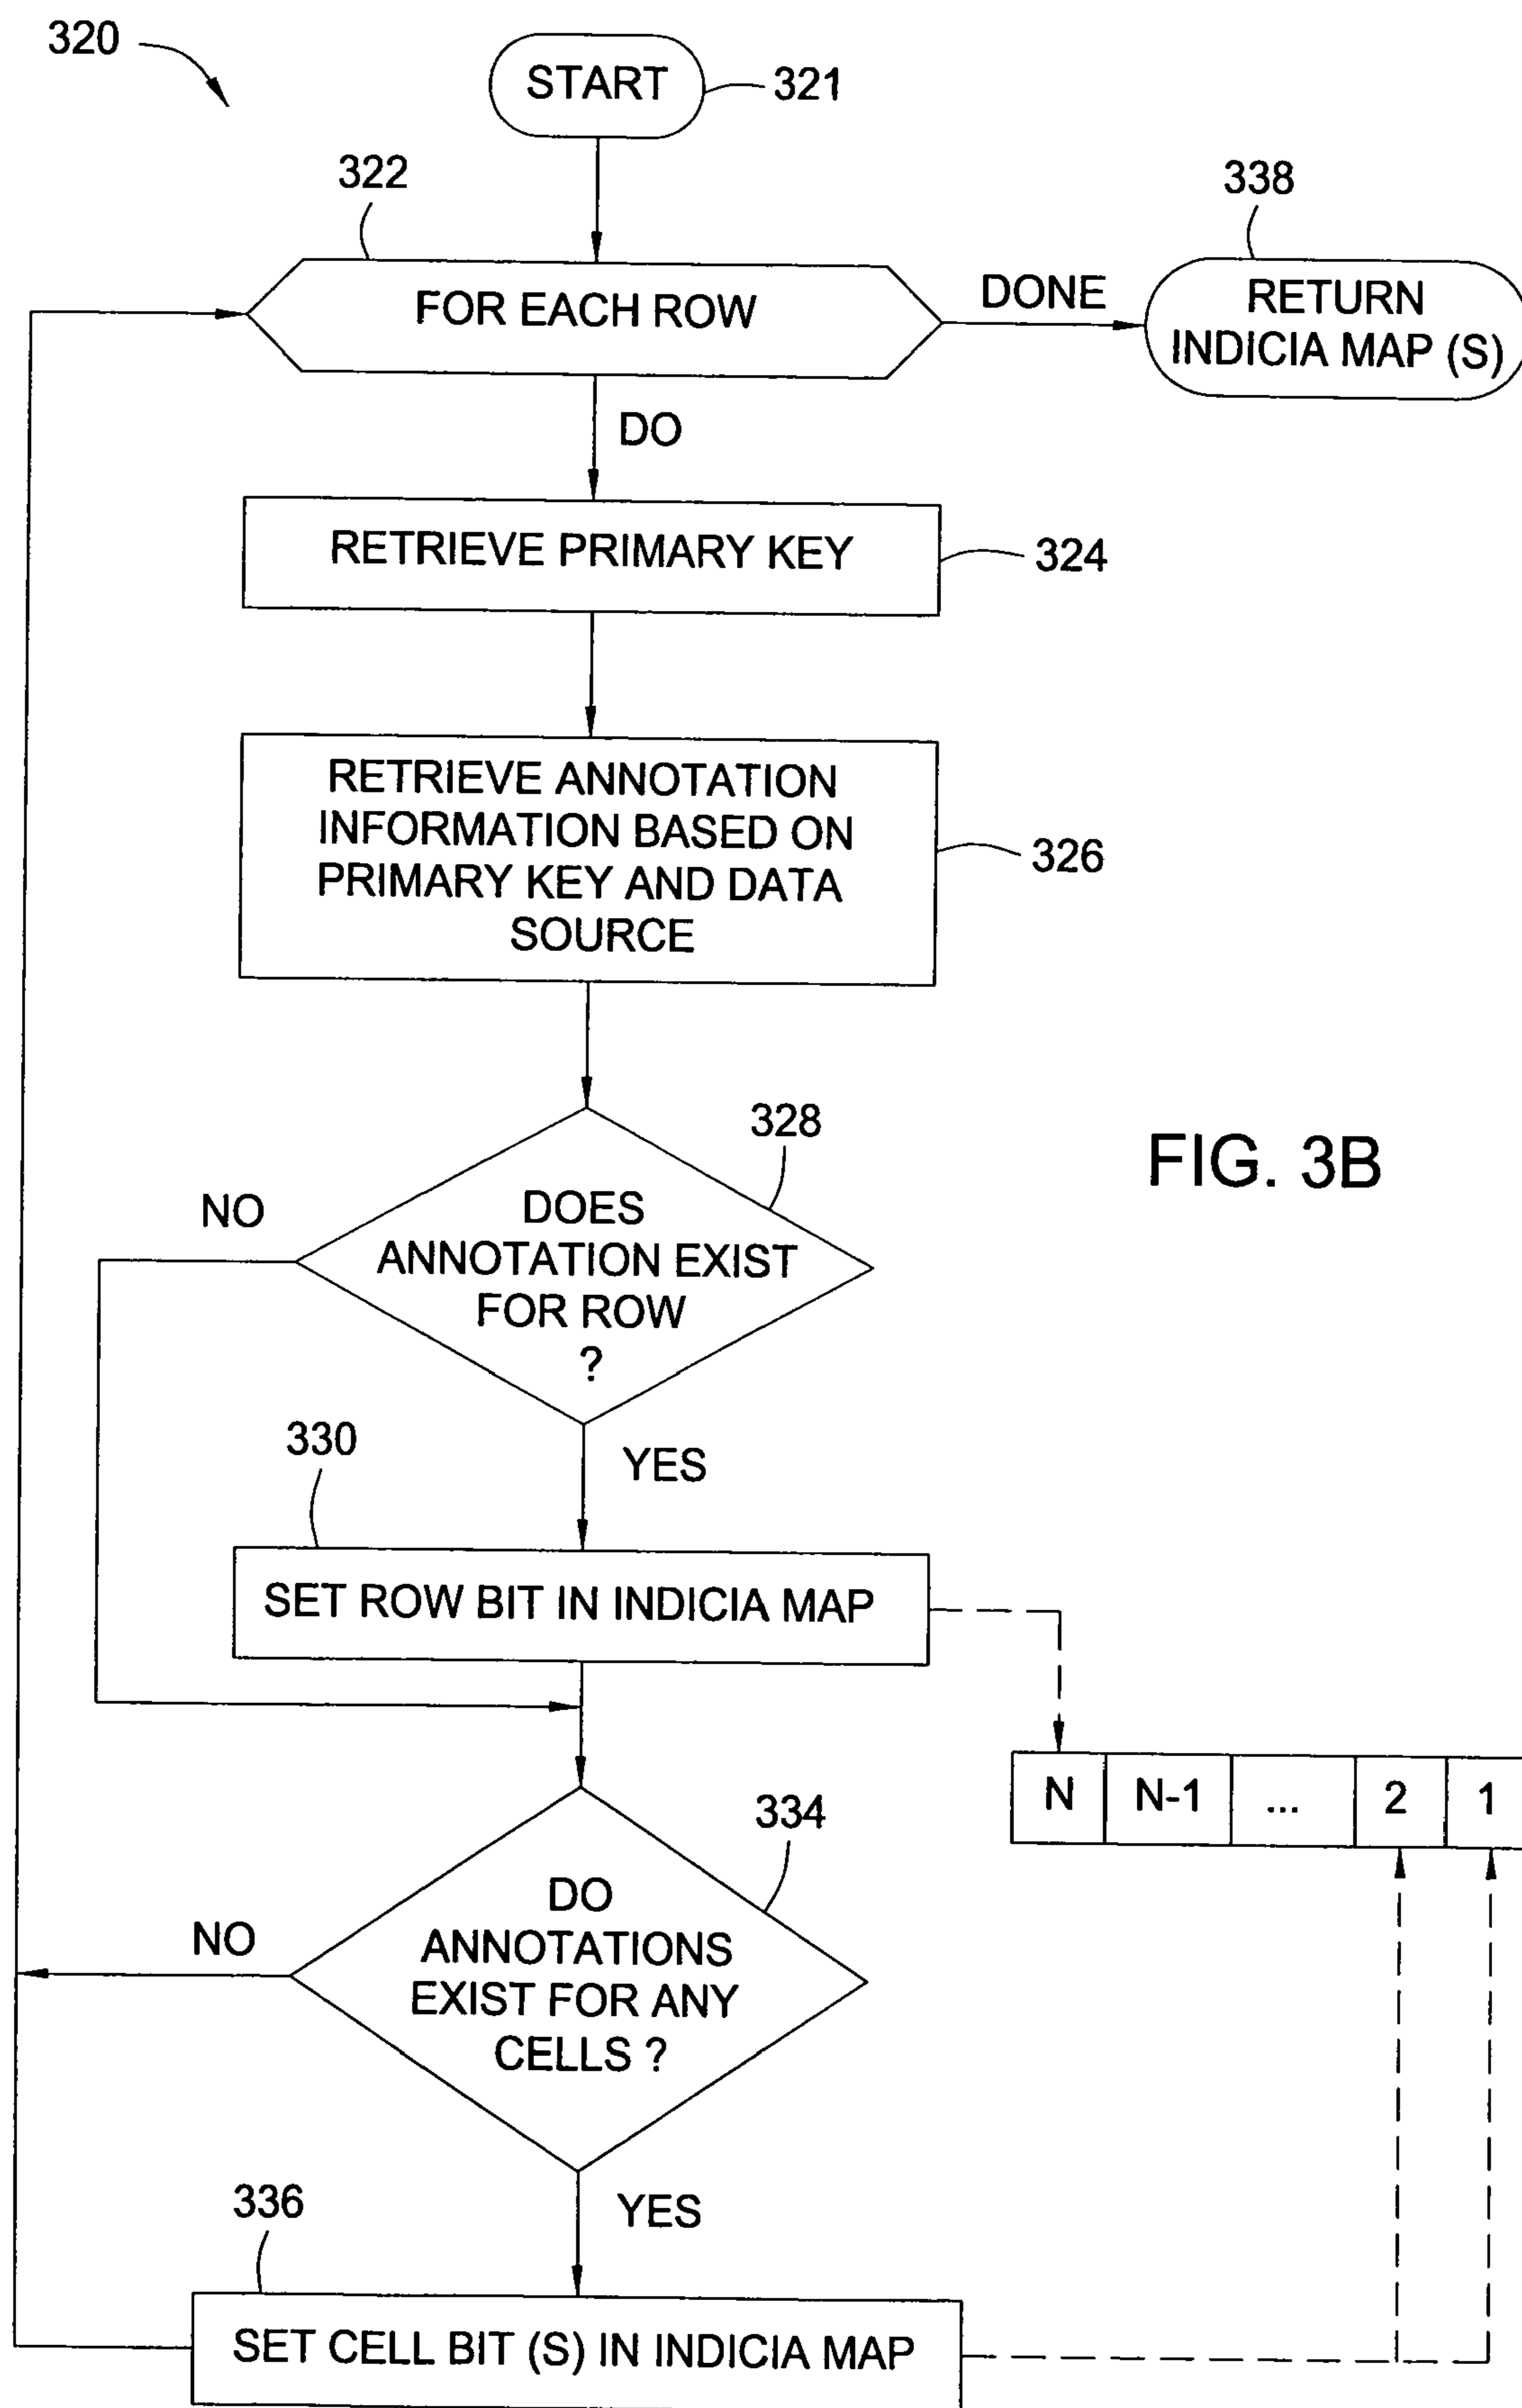 320
START
321
322
338
FOR EACH ROW
DONE
RETURN
INDICIA MAP (S)
DO
RETRIEVE PRIMARY KEY
324
RETRIEVE ANNOTATION
INFORMATION BASED ON
PRIMARY KEY AND DATA
SOURCE
326
328
FIG. 3B
NO
DOES
ANNOTATION EXIST
FOR ROW
?
330
YES
SET ROW BIT IN INDICIA MAP
N
N-1
...
2
1
334
DO
ANNOTATIONS
EXIST FOR ANY
CELLS ?
NO
336
YES
SET CELL BIT (S) IN INDICIA MAP